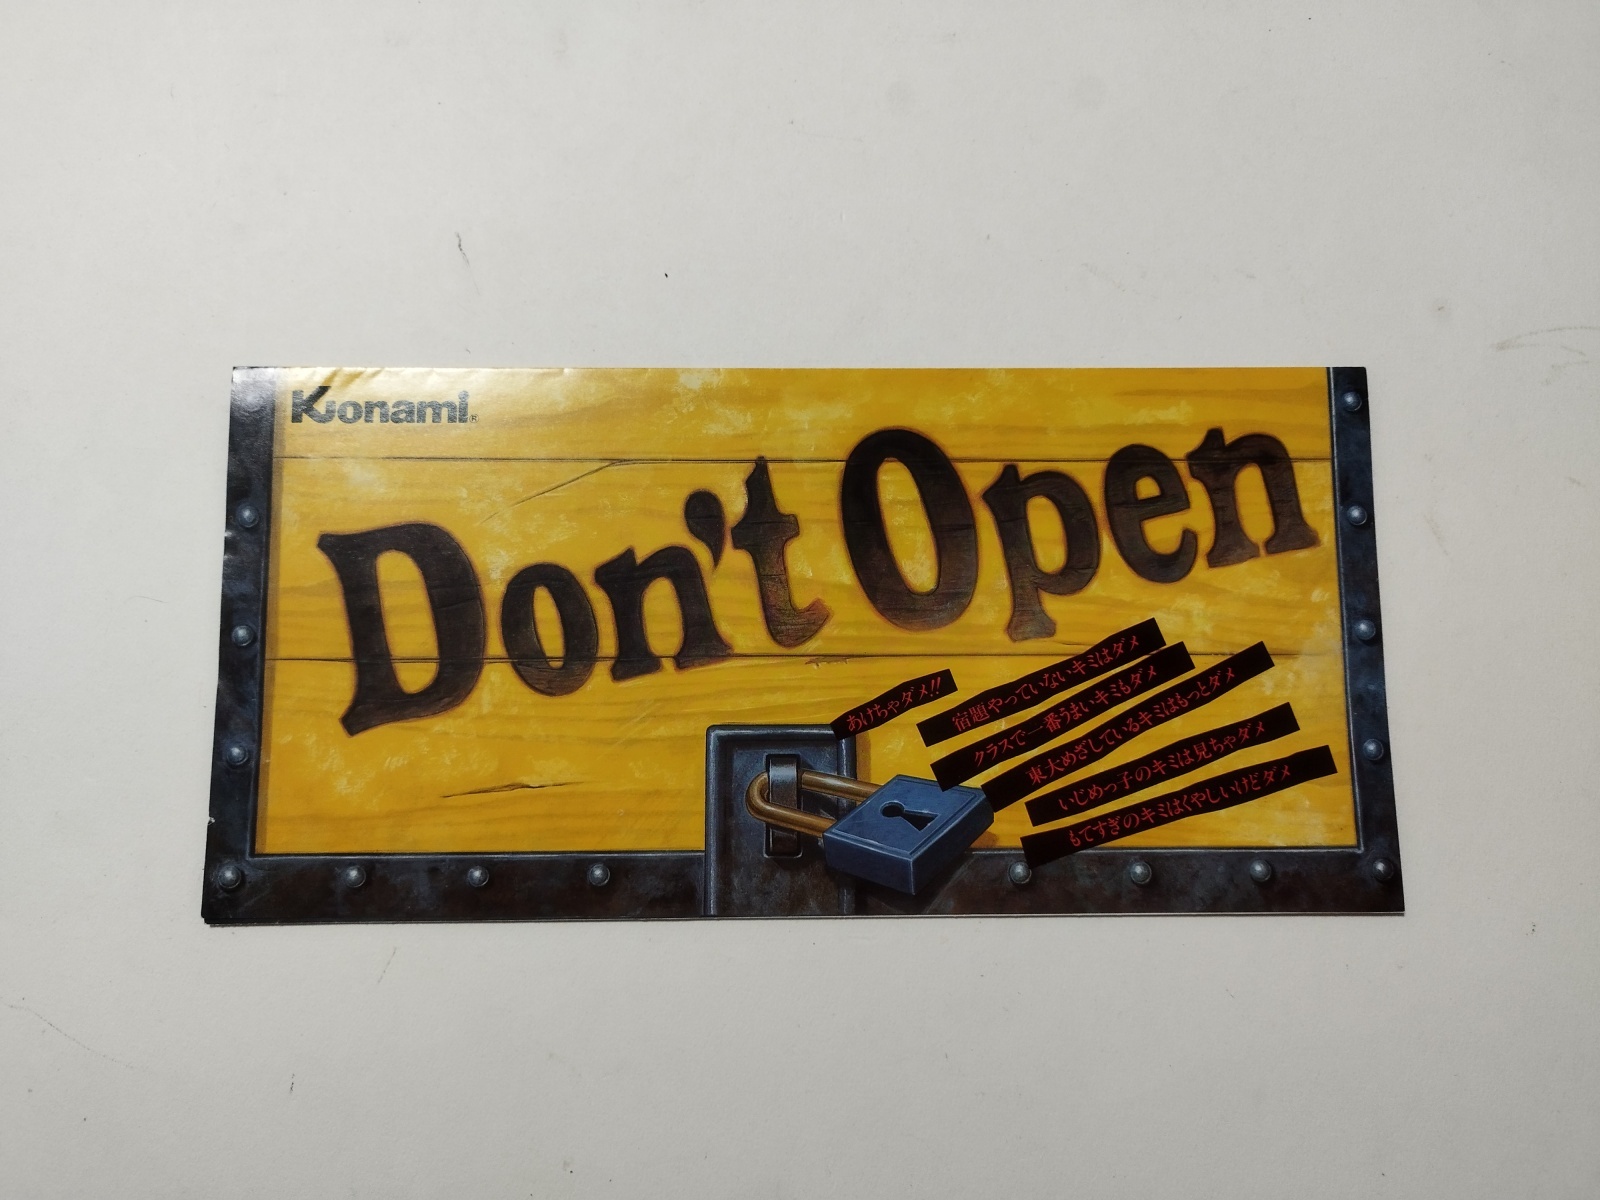 Konami®
Don't Open
あけちゃダメ!!
宿題やっていないキミはダメ
クラスで一番うまいキミもダメ
東大めざしているキミはもっとダメ
いじめっ子のキミは見ちゃダメ
もてすぎのキミはくやしいけどダメ